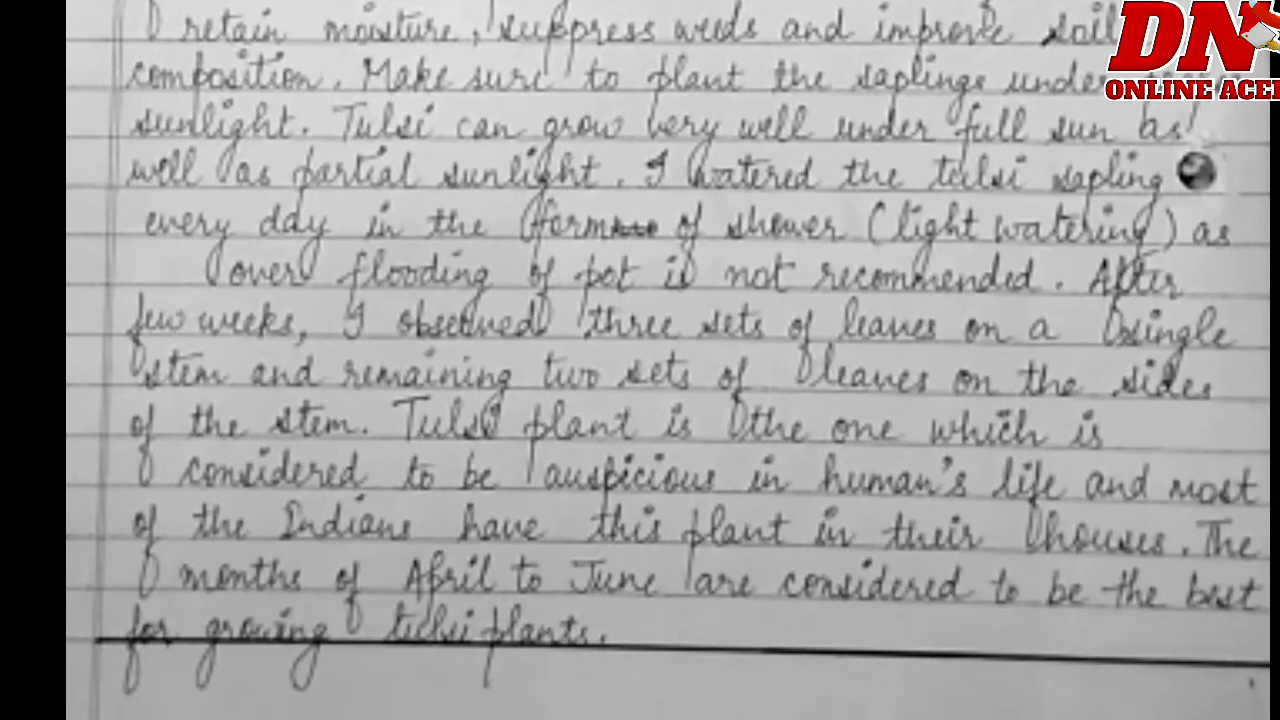 retain moisture, suppress weeds and improve soil
composition. Make sure to plant the saplings under
sunlight. Tulsi can grow very well under full sun as
well as partial sunlight. I watered the tulsi sapling
every day in the form of shower (light watering) as
over flooding of pot is not recommended. After
few weeks, I observed three sets of leaves on a single
stem and remaining two sets of leaves on the sides
of the stem. Tulsi plant is the one which is
considered to be auspicious in human's life and most
of the Indians have this plant in their houses. The
months of April to June are considered to be the best
for growing tulsi plants.
DN
ONLINE ACE